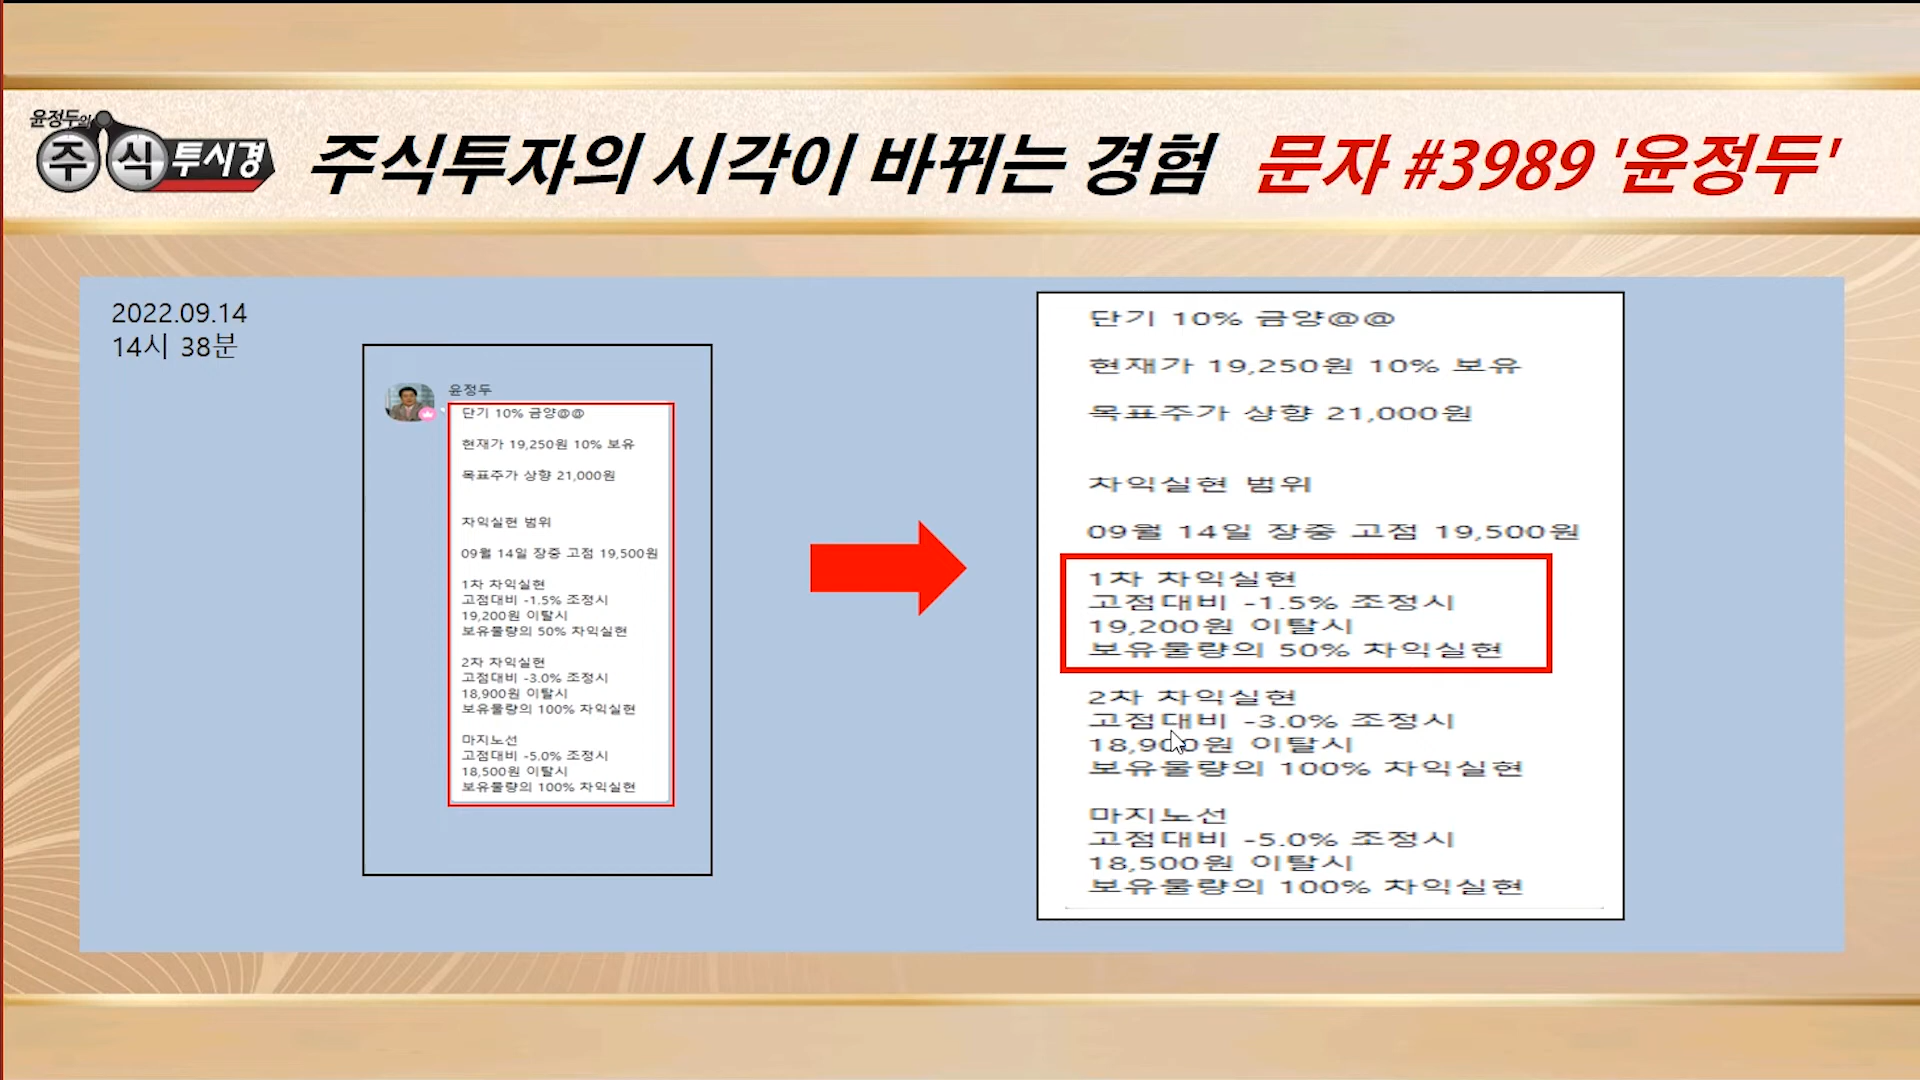 윤정두의
주식투시경
주식투자의 시각이 바뀌는 경험 문자 #3989 '윤정두'
2022.09.14
14시 38분
윤정두
단기 10% 금양@@
현재가 19,250원 10% 보유
목표주가 상향 21,000원
차익실현 범위
09월 14일 장중 고점 19,500원
1차 차익실현
고점대비 -1.5% 조정시
19,200원 이탈시
보유물량의 50% 차익실현
2차 차익실현
고점대비 -3.0% 조정시
18,900원 이탈시
보유물량의 100% 차익실현
마지노선
고점대비 -5.0% 조정시
18,500원 이탈시
보유물량의 100% 차익실현
단기 10% 금양@@
현재가 19,250원 10% 보유
목표주가 상향 21,000원
차익실현 범위
09월 14일 장중 고점 19,500원
1차 차익실현
고점대비 -1.5% 조정시
19,200원 이탈시
보유물량의 50% 차익실현
2차 차익실현
고점대비 -3.0% 조정시
18,900원 이탈시
보유물량의 100% 차익실현
마지노선
고점대비 -5.0% 조정시
18,500원 이탈시
보유물량의 100% 차익실현